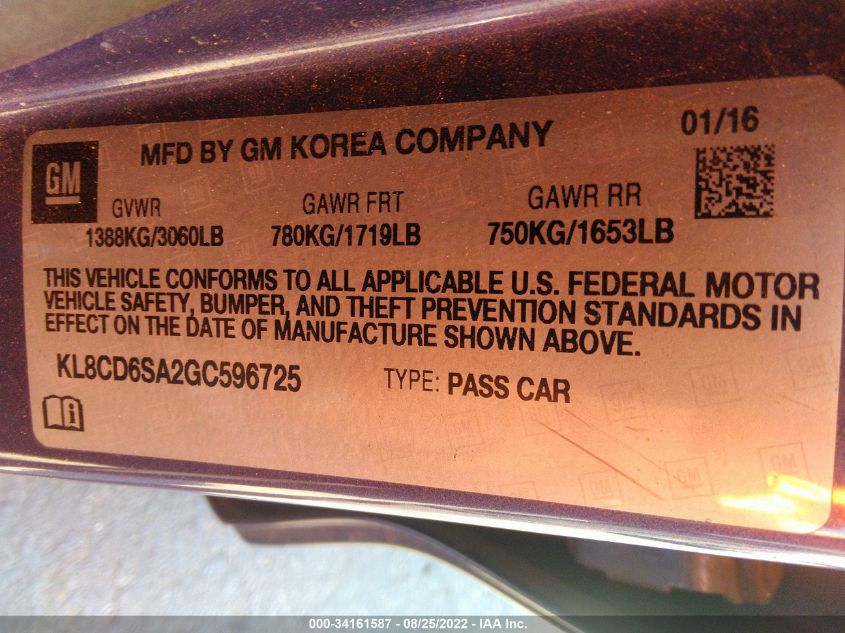 MFD BY GM KOREA COMPANY 01/16
GM
GVWR GAWR FRT GAWR RR
1388KG/3060LB 780KG/1719LB 750KG/1653LB
THIS VEHICLE CONFORMS TO ALL APPLICABLE U.S. FEDERAL MOTOR
VEHICLE SAFETY, BUMPER, AND THEFT PREVENTION STANDARDS IN
EFFECT ON THE DATE OF MANUFACTURE SHOWN ABOVE.
KL8CD6SA2GC596725 TYPE: PASS CAR
000-34161587 - 08/25/2022 - IAA Inc.